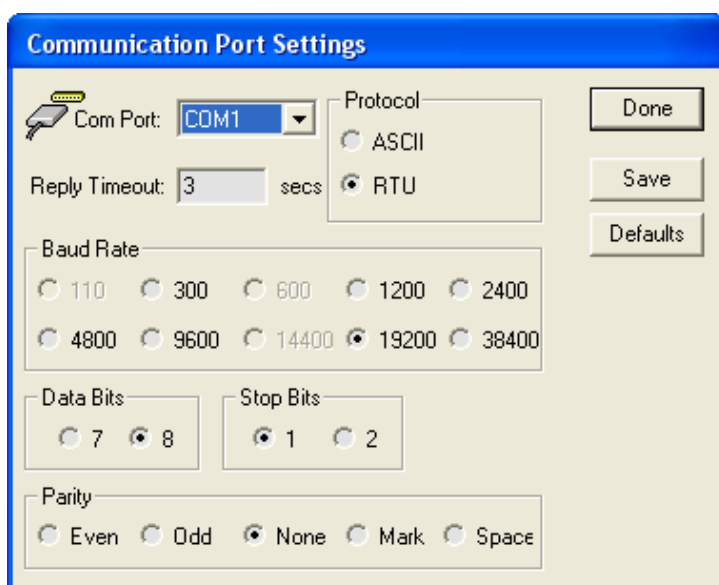 Communication Port Settings
Com Port: COM1
Reply Timeout: 3 secs
Protocol
ASCII
RTU
Done
Save
Defaults
Baud Rate
110 300 600 1200 2400
4800 9600 14400 19200 38400
Data Bits
7 8
Stop Bits
1 2
Parity
Even Odd None Mark Space